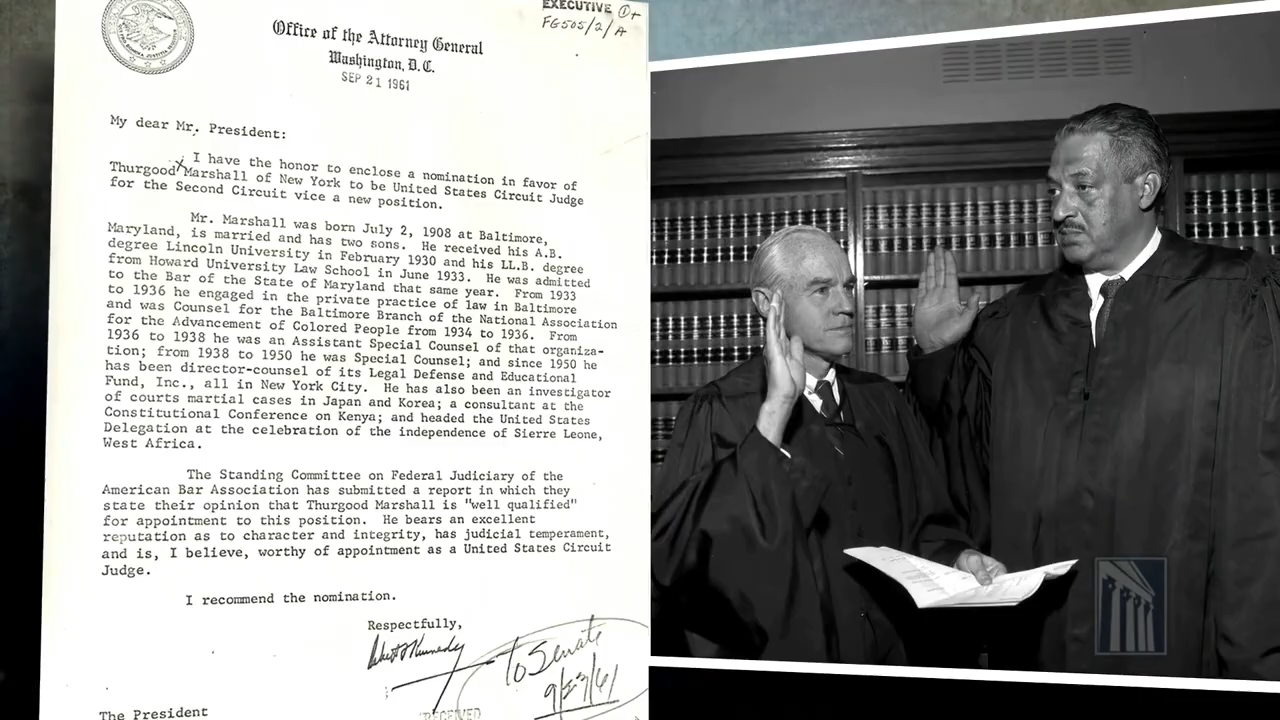 EXECUTIVE
FG505/2/A
Office of the Attorney General
Washington, D.C.
SEP 21 1961
My dear Mr. President:
I have the honor to enclose a nomination in favor of
Thurgood Marshall of New York to be United States Circuit Judge
for the Second Circuit vice a new position.
Mr. Marshall was born July 2, 1908 at Baltimore,
Maryland, is married and has two sons. He received his A.B.
degree Lincoln University in February 1930 and his LL.B. degree
from Howard University Law School in June 1933. He was admitted
to the Bar of the State of Maryland that same year. From 1933
to 1936 he engaged in the private practice of law in Baltimore
and was Counsel for the Baltimore Branch of the National Association
for the Advancement of Colored People from 1934 to 1936. From
1936 to 1938 he was an Assistant Special Counsel of that organiza-
tion; from 1938 to 1950 he was Special Counsel; and since 1950 he
has been director-counsel of its Legal Defense and Educational
Fund, Inc., all in New York City. He has also been an investigator
of courts martial cases in Japan and Korea; a consultant at the
Constitutional Conference on Kenya; and headed the United States
Delegation at the celebration of the independence of Sierre Leone,
West Africa.
The Standing Committee on Federal Judiciary of the
American Bar Association has submitted a report in which they
state their opinion that Thurgood Marshall is "well qualified"
for appointment to this position. He bears an excellent
reputation as to character and integrity, has judicial temperament,
and is, I believe, worthy of appointment as a United States Circuit
Judge.
I recommend the nomination.
Respectfully,
Robert F Kennedy
To Senate
9/23/61
The President
RECEIVED